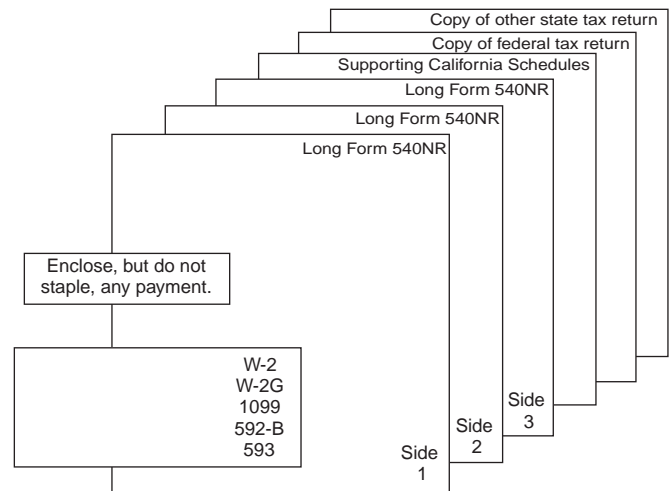 Copy of other state tax return
Copy of federal tax return
Supporting California Schedules
Long Form 540NR
Long Form 540NR
Long Form 540NR
Enclose, but do not
staple, any payment.
W-2
W-2G
1099
592-B
593
Side
1
Side
2
Side
3